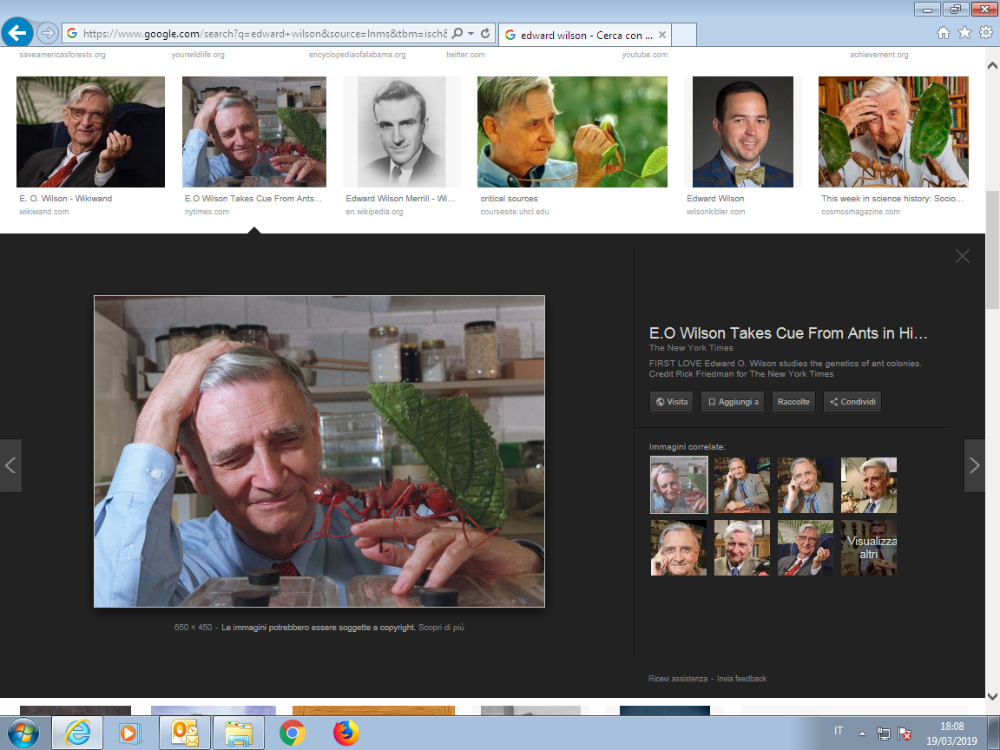 https://www.google.com/search?q=edward+wilson&source=lnms&tbm=isch&
edward wilson - Cerca con ...
saveamericasforests.org
yourwildlife.org
encyclopediaofalabama.org
twitter.com
youtube.com
achievement.org
E. O. Wilson - Wikiwand
wikiwand.com
E.O Wilson Takes Cue From Ants...
nytimes.com
Edward Wilson Merrill - Wi...
en.wikipedia.org
critical sources
coursesite.uhcl.edu
Edward Wilson
wilsonkibler.com
This week in science history: Socio...
cosmosmagazine.com
E.O Wilson Takes Cue From Ants in Hi...
The New York Times
FIRST LOVE Edward O. Wilson studies the genetics of ant colonies.
Credit Rick Friedman for The New York Times
Visita
Aggiungi a
Raccolte
Condividi
Immagini correlate:
Visualizza
altri
650 × 450 - Le immagini potrebbero essere soggette a copyright. Scopri di più
Ricevi assistenza - Invia feedback
IT
18:08
19/03/2019